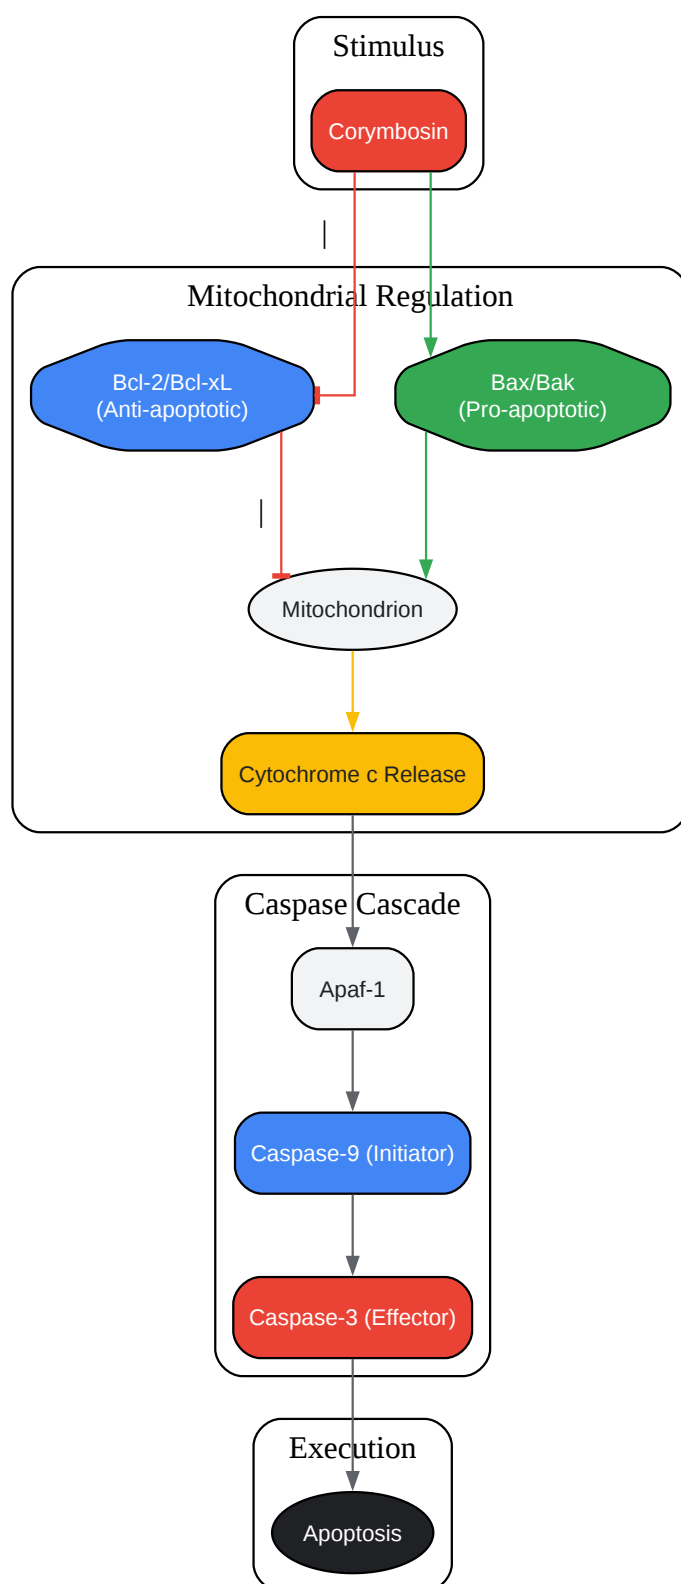 Stimulus
Corymbosin
|
Mitochondrial Regulation
Bcl-2/Bcl-xL
(Anti-apoptotic)
Bax/Bak
(Pro-apoptotic)
|
Mitochondrion
Cytochrome c Release
Caspase Cascade
Apaf-1
Caspase-9 (Initiator)
Caspase-3 (Effector)
Execution
Apoptosis